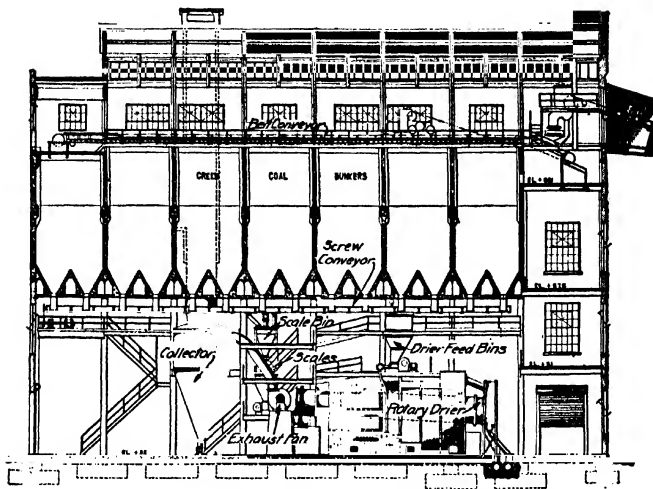 Belt Conveyor
GREEN COAL BUNKERS
Screw
Conveyor
Scale Bin
Collector
Scales
Drier Feed Bins
Rotary Drier
Exhaust Fan